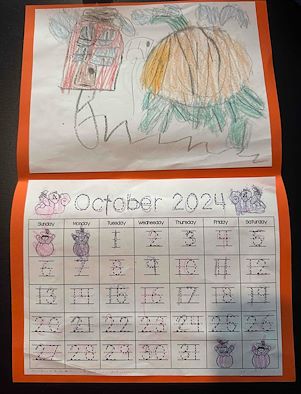 October 2024
Sunday Monday Tuesday Wednesday Thursday Friday Saturday
1 2 3 4 5
6 7 8 9 10 11 12
13 14 15 16 17 18 19
20 21 22 23 24 25 26
27 28 29 30 31